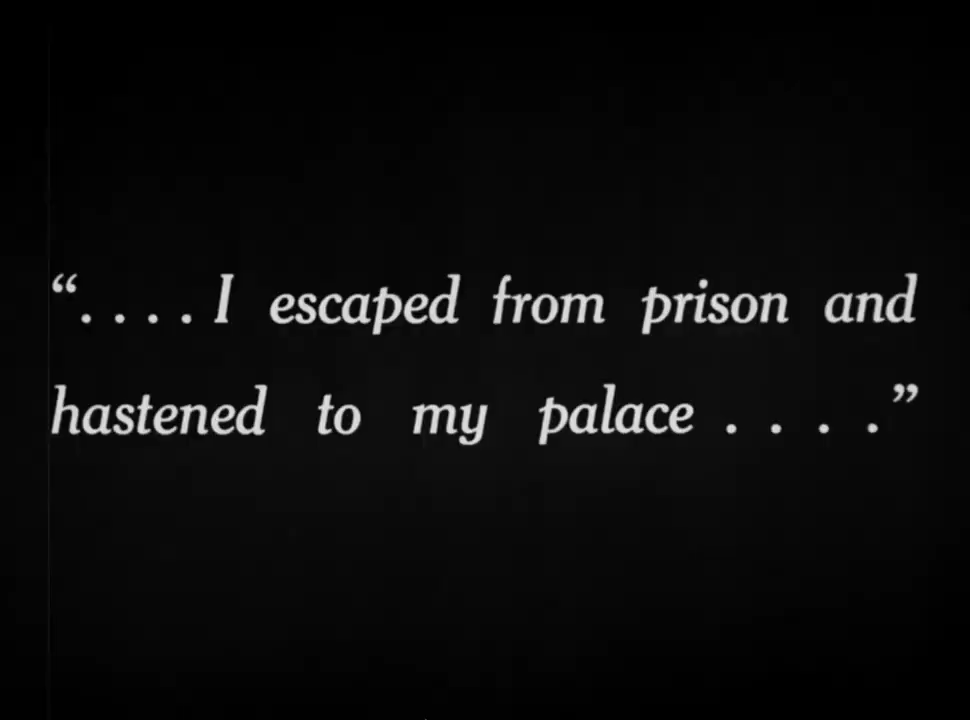 “. . . . I escaped from prison and
hastened to my palace . . . .”